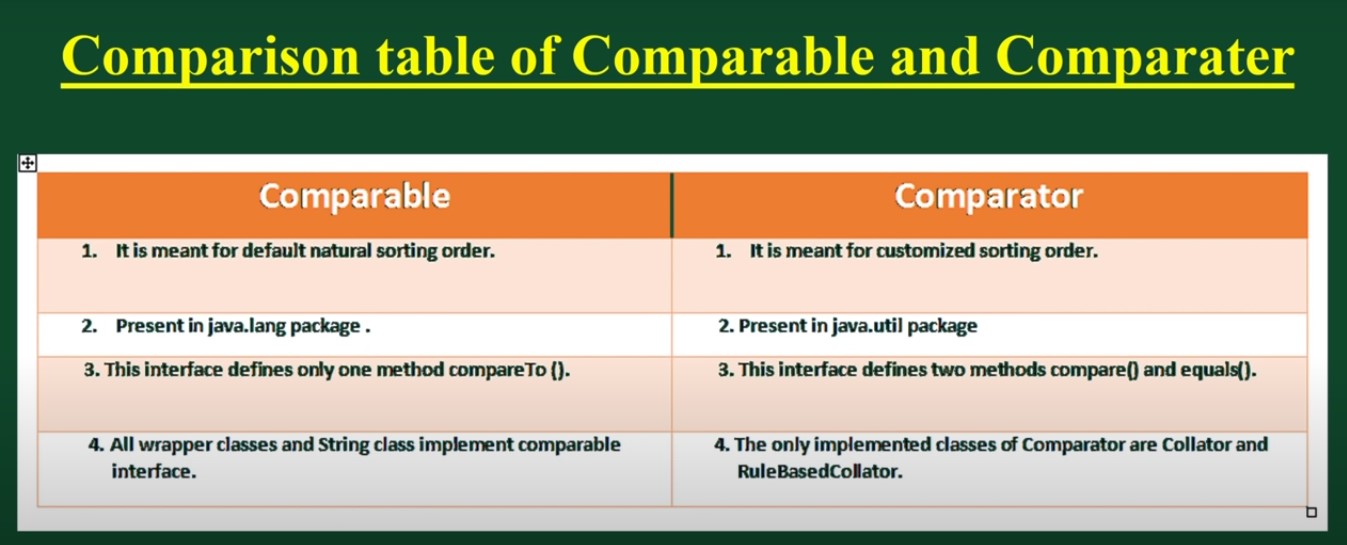 Comparison table of Comparable and Comparater
Comparable
Comparator
1. It is meant for default natural sorting order.
1. It is meant for customized sorting order.
2. Present in java.lang package .
2. Present in java.util package
3. This interface defines only one method compareTo ().
3. This interface defines two methods compare() and equals().
4. All wrapper classes and String class implement comparable
interface.
4. The only implemented classes of Comparator are Collator and
RuleBasedCollator.